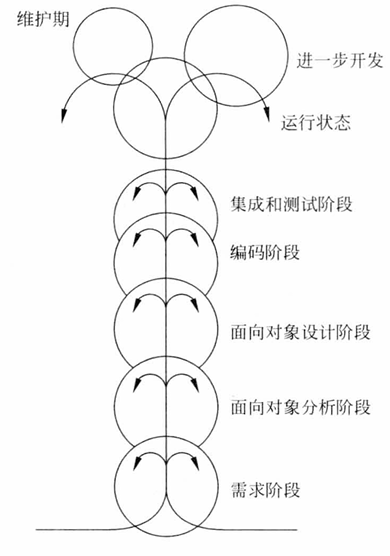 维护期
进一步开发
运行状态
集成和测试阶段
编码阶段
面向对象设计阶段
面向对象分析阶段
需求阶段